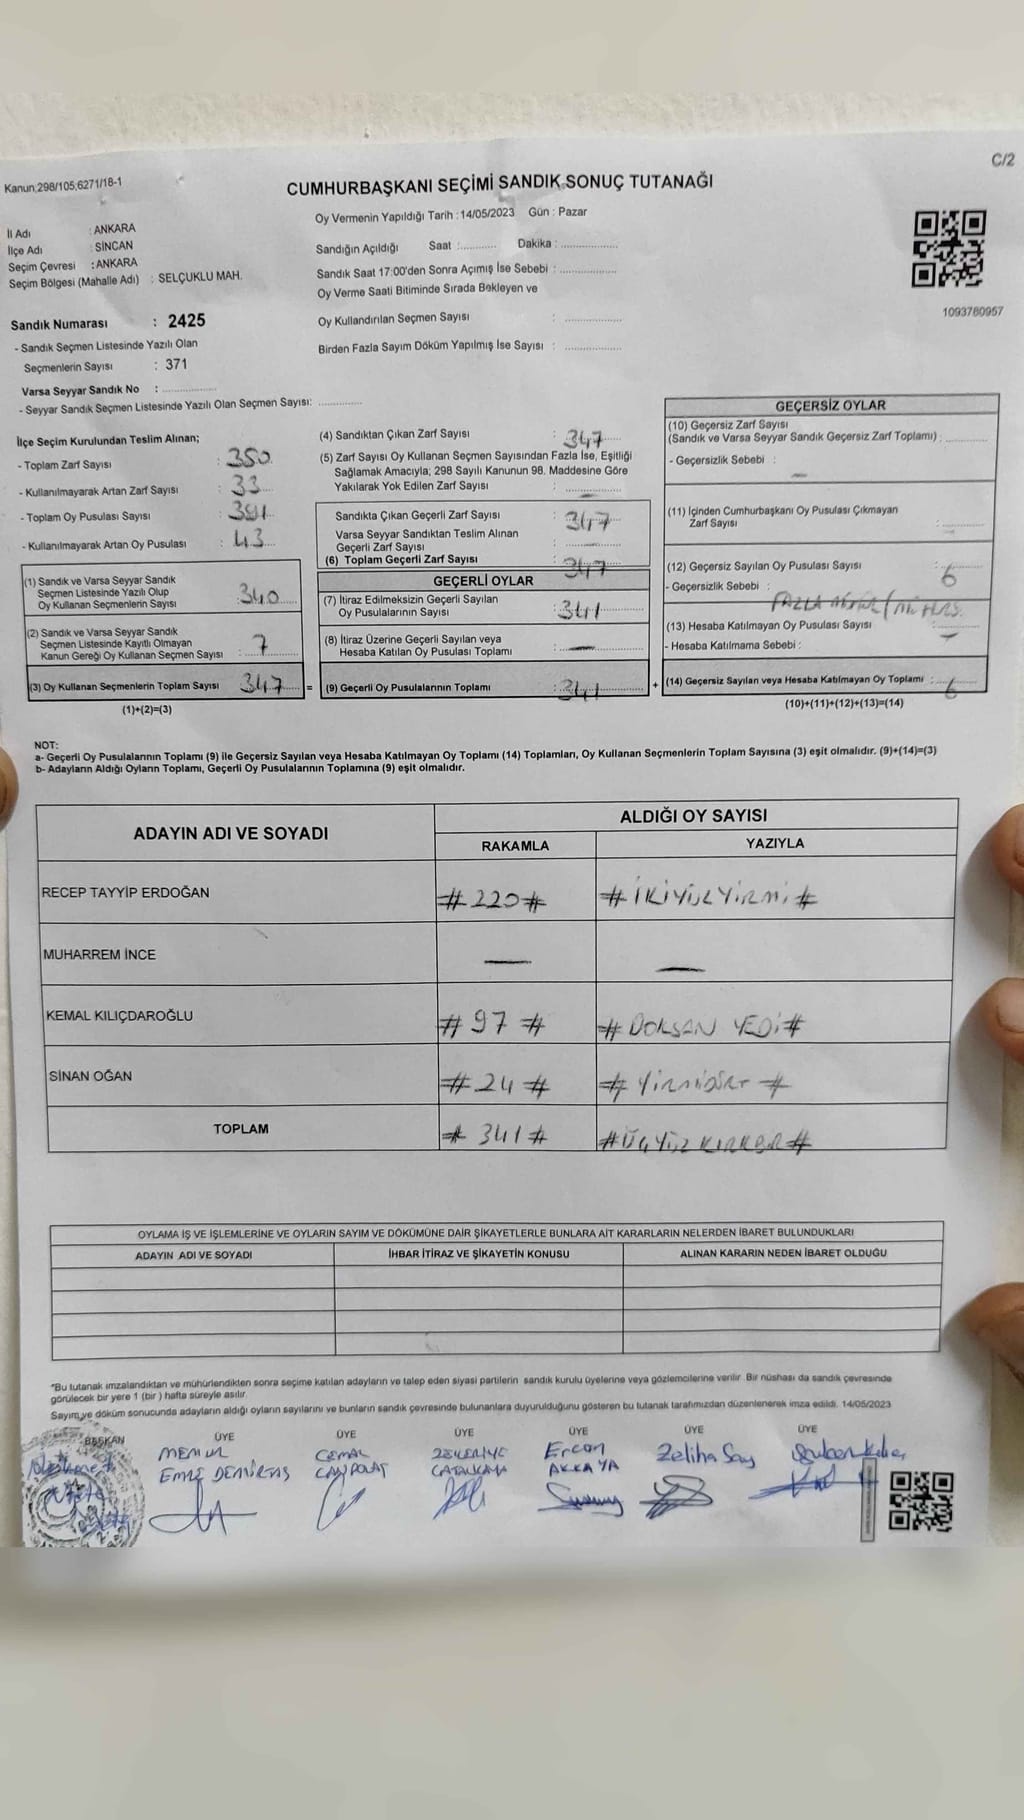 C/2
Kanun,298/105,6271/18-1
CUMHURBAŞKANI SEÇİMİ SANDIK SONUÇ TUTANAĞI
İl Adı : ANKARA
İlçe Adı : SİNCAN
Seçim Çevresi : ANKARA
Seçim Bölgesi (Mahalle Adı) : SELÇUKLU MAH.
Oy Vermenin Yapıldığı Tarih : 14/05/2023 Gün : Pazar
Sandığın Açıldığı Saat :........... Dakika : ................
Sandık Saat 17:00'den Sonra Açımış İse Sebebi : ................
Oy Verme Saati Bitiminde Sırada Bekleyen ve
Oy Kullandırılan Seçmen Sayısı : ................
Birden Fazla Sayım Döküm Yapılmış İse Sayısı : ................
1093780957
Sandık Numarası : 2425
- Sandık Seçmen Listesinde Yazılı Olan
Seçmenlerin Sayısı : 371
Varsa Seyyar Sandık No : ................
- Seyyar Sandık Seçmen Listesinde Yazılı Olan Seçmen Sayısı: .............
İlçe Seçim Kurulundan Teslim Alınan;
- Toplam Zarf Sayısı : 350
- Kullanılmayarak Artan Zarf Sayısı : 33
- Toplam Oy Pusulası Sayısı :
- Kullanılmayarak Artan Oy Pusulası : 43
(1) Sandık ve Varsa Seyyar Sandık
Seçmen Listesinde Yazılı Olup
Oy Kullanan Seçmenlerin Sayısı : 340
(2) Sandık ve Varsa Seyyar Sandık
Seçmen Listesinde Kayıtlı Olmayan
Kanun Gereği Oy Kullanan Seçmen Sayısı : 7
(3) Oy Kullanan Seçmenlerin Toplam Sayısı 347 =
(1)+(2)=(3)
(4) Sandıktan Çıkan Zarf Sayısı : 347
(5) Zarf Sayısı Oy Kullanan Seçmen Sayısından Fazla İse, Eşitliği
Sağlamak Amacıyla; 298 Sayılı Kanunun 98. Maddesine Göre
Yakılarak Yok Edilen Zarf Sayısı : —
Sandıkta Çıkan Geçerli Zarf Sayısı : 347
Varsa Seyyar Sandıktan Teslim Alınan
Geçerli Zarf Sayısı :
(6) Toplam Geçerli Zarf Sayısı : 347
GEÇERLİ OYLAR
(7) İtiraz Edilmeksizin Geçerli Sayılan
Oy Pusulalarının Sayısı : 341
(8) İtiraz Üzerine Geçerli Sayılan veya
Hesaba Katılan Oy Pusulası Toplamı : —
(9) Geçerli Oy Pusulalarının Toplamı : 341 +
GEÇERSİZ OYLAR
(10) Geçersiz Zarf Sayısı
(Sandık ve Varsa Seyyar Sandık Geçersiz Zarf Toplamı) : ............
- Geçersizlik Sebebi :
—
(11) İçinden Cumhurbaşkanı Oy Pusulası Çıkmayan
Zarf Sayısı :
(12) Geçersiz Sayılan Oy Pusulası Sayısı : 6
- Geçersizlik Sebebi : FAZLA
(13) Hesaba Katılmayan Oy Pusulası Sayısı : —
- Hesaba Katılmama Sebebi :
(14) Geçersiz Sayılan veya Hesaba Katılmayan Oy Toplamı : 6
(10)+(11)+(12)+(13)=(14)
NOT:
a- Geçerli Oy Pusulalarının Toplamı (9) ile Geçersiz Sayılan veya Hesaba Katılmayan Oy Toplamı (14) Toplamları, Oy Kullanan Seçmenlerin Toplam Sayısına (3) eşit olmalıdır. (9)+(14)=(3)
b- Adayların Aldığı Oyların Toplamı, Geçerli Oy Pusulalarının Toplamına (9) eşit olmalıdır.
ADAYIN ADI VE SOYADI ALDIĞI OY SAYISI
RAKAMLA YAZIYLA
RECEP TAYYİP ERDOĞAN #220# #İKİYÜZYİRMİ#
MUHARREM İNCE — —
KEMAL KILIÇDAROĞLU #97# #DOKSAN YEDİ#
SİNAN OĞAN #24# #YİRMİDÖRT#
TOPLAM #341# #ÜÇYÜZ KIRKBİR#
OYLAMA İŞ VE İŞLEMLERİNE VE OYLARIN SAYIM VE DÖKÜMÜNE DAİR ŞİKAYETLERLE BUNLARA AİT KARARLARIN NELERDEN İBARET BULUNDUKLARI
ADAYIN ADI VE SOYADI İHBAR İTİRAZ VE ŞİKAYETİN KONUSU ALINAN KARARIN NEDEN İBARET OLDUĞU
*Bu tutanak imzalandıktan ve mühürlendikten sonra seçime katılan adayların ve talep eden siyasi partilerin sandık kurulu üyelerine veya gözlemcilerine verilir. Bir nüshası da sandık çevresinde
görülecek bir yere 1 (bir) hafta süreyle asılır.
Sayım ve döküm sonucunda adayların aldığı oyların sayılarını ve bunların sandık çevresinde bulunanlara duyurulduğunu gösteren bu tutanak tarafımızdan düzenlenerek imza edildi. 14/05/2023
BAŞKAN ÜYE ÜYE ÜYE ÜYE ÜYE ÜYE
MEMUR CEMAL ZEKERİYE Ercan Zeliha Say
EMRE DEMİRTAŞ CANPOLAT ÇATALKAYA AKKAYA